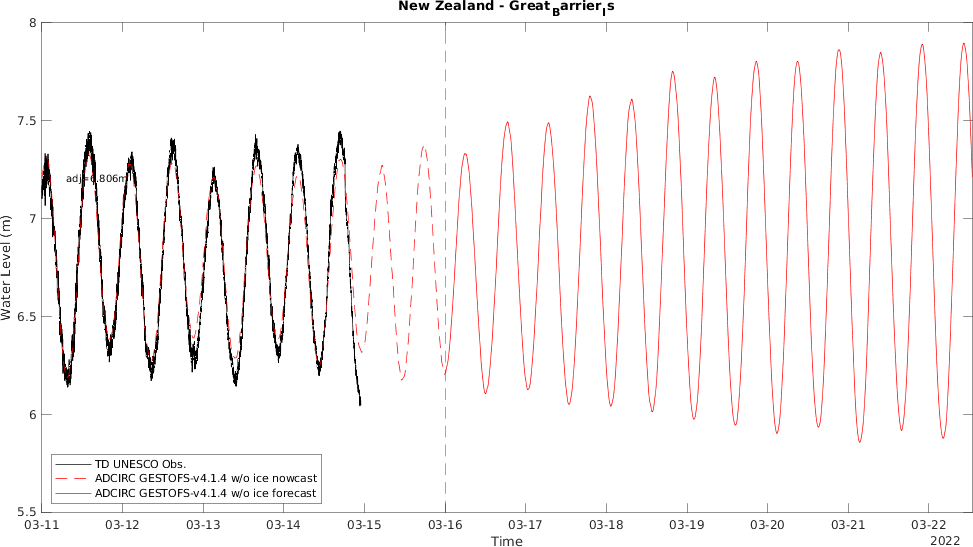 New Zealand - Great_Barrier_Is
8
7.5
7
6.5
6
5.5
Water Level (m)
adj=6.806m
TD UNESCO Obs.
ADCIRC GESTOFS-v4.1.4 w/o ice nowcast
ADCIRC GESTOFS-v4.1.4 w/o ice forecast
03-11 03-12 03-13 03-14 03-15 03-16 03-17 03-18 03-19 03-20 03-21 03-22
Time
2022